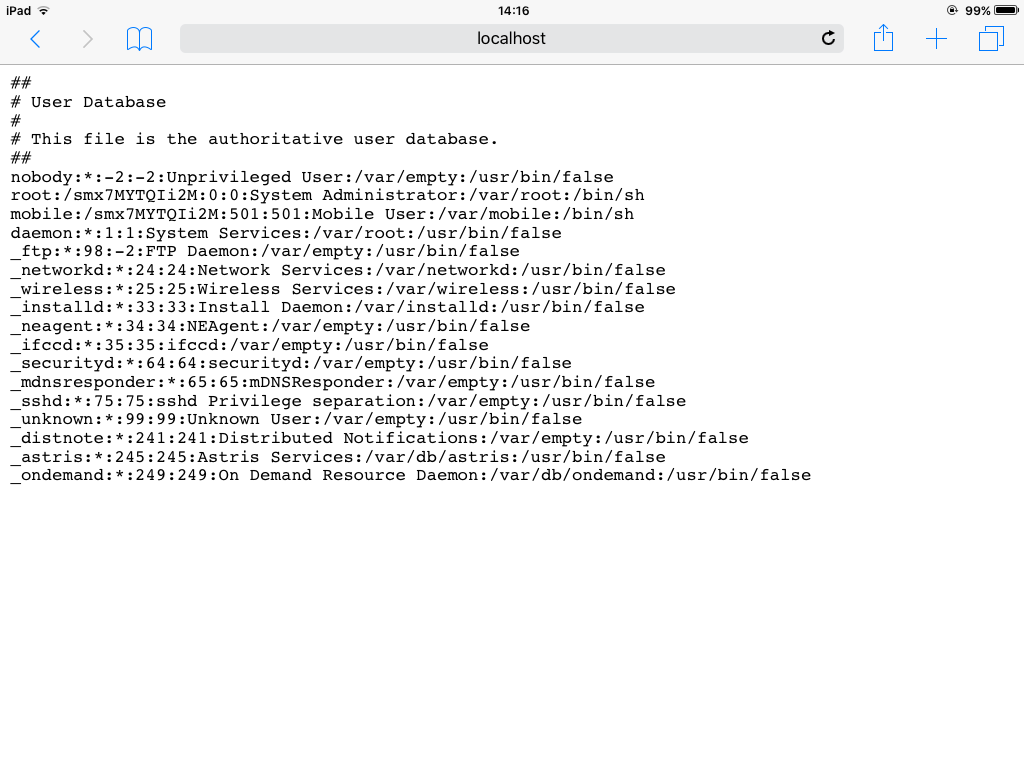 iPad 14:16 99%
localhost
##
# User Database
#
# This file is the authoritative user database.
##
nobody:*:-2:-2:Unprivileged User:/var/empty:/usr/bin/false
root:/smx7MYTQIi2M:0:0:System Administrator:/var/root:/bin/sh
mobile:/smx7MYTQIi2M:501:501:Mobile User:/var/mobile:/bin/sh
daemon:*:1:1:System Services:/var/root:/usr/bin/false
_ftp:*:98:-2:FTP Daemon:/var/empty:/usr/bin/false
_networkd:*:24:24:Network Services:/var/networkd:/usr/bin/false
_wireless:*:25:25:Wireless Services:/var/wireless:/usr/bin/false
_installd:*:33:33:Install Daemon:/var/installd:/usr/bin/false
_neagent:*:34:34:NEAgent:/var/empty:/usr/bin/false
_ifccd:*:35:35:ifccd:/var/empty:/usr/bin/false
_securityd:*:64:64:securityd:/var/empty:/usr/bin/false
_mdnsresponder:*:65:65:mDNSResponder:/var/empty:/usr/bin/false
_sshd:*:75:75:sshd Privilege separation:/var/empty:/usr/bin/false
_unknown:*:99:99:Unknown User:/var/empty:/usr/bin/false
_distnote:*:241:241:Distributed Notifications:/var/empty:/usr/bin/false
_astris:*:245:245:Astris Services:/var/db/astris:/usr/bin/false
_ondemand:*:249:249:On Demand Resource Daemon:/var/db/ondemand:/usr/bin/false